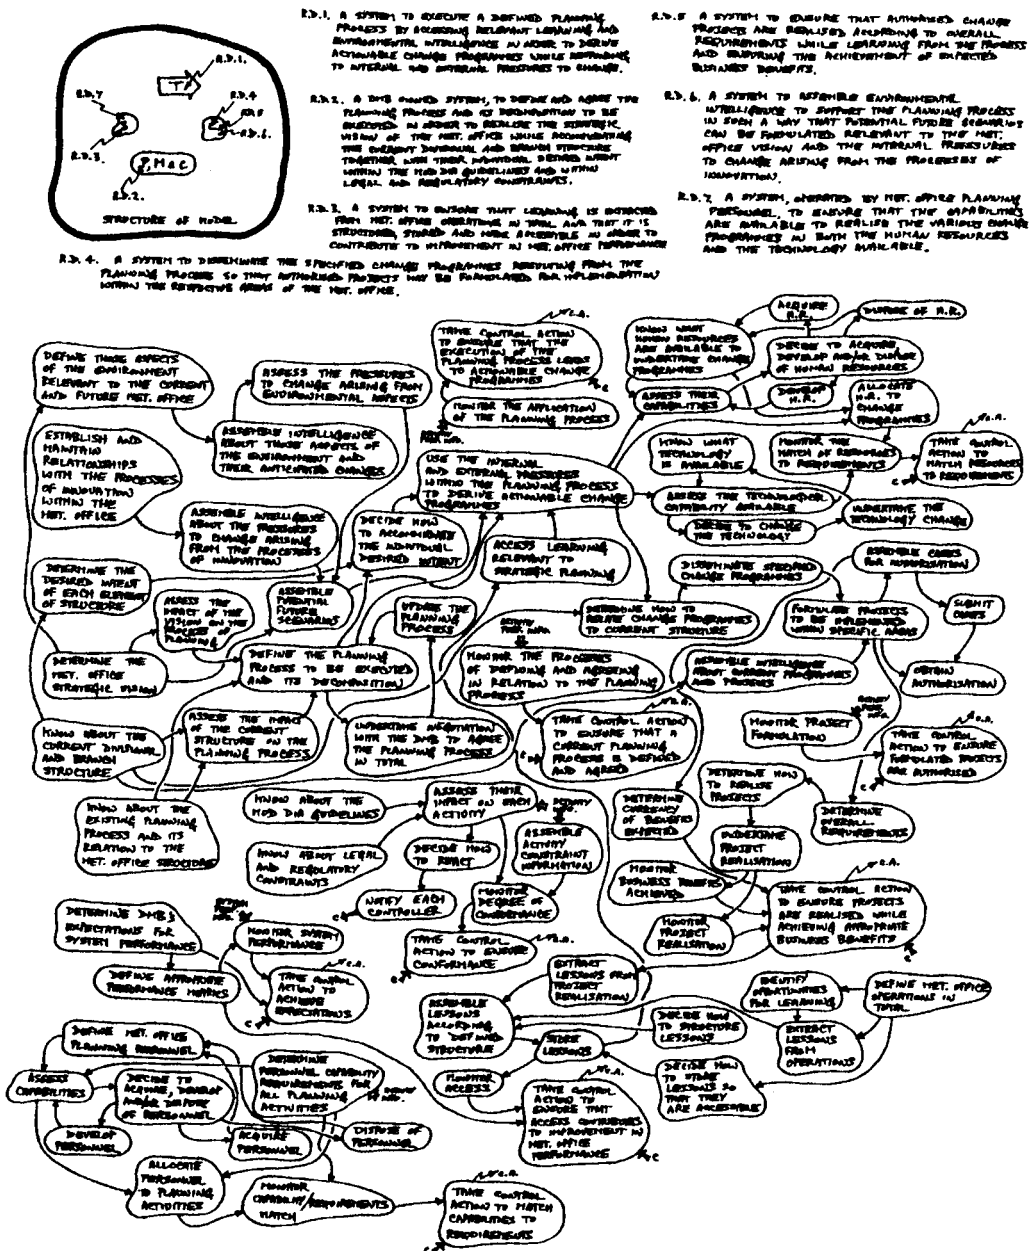 R.D.1. A SYSTEM TO EXECUTE A DEFINED PLANNING
PROCESS BY ACCESSING RELEVANT LEARNING AND
ENVIRONMENTAL INTELLIGENCE IN ORDER TO DERIVE
ACTIONABLE CHANGE PROGRAMMES WHILE RESPONDING
TO INTERNAL AND EXTERNAL PRESSURES TO CHANGE.
R.D.2. A DMB OWNED SYSTEM, TO DEFINE AND AGREE THE
PLANNING PROCESS AND ITS DECOMPOSITION TO BE
EXECUTED IN ORDER TO REALISE THE STRATEGIC
VISION OF THE MET. OFFICE WHILE ACCOMMODATING
THE CURRENT DIVISIONAL AND BRANCH STRUCTURE
TOGETHER WITH THEIR INDIVIDUAL DESIRED INTENT
WITHIN THE MOD DIA GUIDELINES AND WITHIN
LEGAL AND REGULATORY CONSTRAINTS.
R.D.3. A SYSTEM TO ENSURE THAT LEARNING IS EXTRACTED
FROM MET. OFFICE OPERATIONS IN TOTAL AND THAT IT IS
STRUCTURED, STORED AND MADE ACCESSIBLE IN ORDER TO
CONTRIBUTE TO IMPROVEMENT IN MET. OFFICE PERFORMANCE
R.D.4. A SYSTEM TO DISSEMINATE THE SPECIFIED CHANGE PROGRAMMES RESULTING FROM THE
PLANNING PROCESS SO THAT AUTHORISED PROJECTS MAY BE FORMULATED FOR IMPLEMENTATION
WITHIN THE RESPECTIVE AREAS OF THE MET. OFFICE.
R.D.5 A SYSTEM TO ENSURE THAT AUTHORISED CHANGE
PROJECTS ARE REALISED ACCORDING TO OVERALL
REQUIREMENTS WHILE LEARNING FROM THE PROCESS
AND ENSURING THE ACHIEVEMENT OF EXPECTED
BUSINESS BENEFITS.
R.D.6. A SYSTEM TO ASSEMBLE ENVIRONMENTAL
INTELLIGENCE TO SUPPORT THE PLANNING PROCESS
IN SUCH A WAY THAT POTENTIAL FUTURE SCENARIOS
CAN BE FORMULATED RELEVANT TO THE MET.
OFFICE VISION AND THE INTERNAL PRESSURES
TO CHANGE ARISING FROM THE PROCESSES OF
INNOVATION.
R.D.7 A SYSTEM, OPERATED BY MET. OFFICE PLANNING
PERSONNEL, TO ENSURE THAT THE CAPABILITIES
ARE AVAILABLE TO REALISE THE VARIOUS CHANGE
PROGRAMMES IN BOTH THE HUMAN RESOURCES
AND THE TECHNOLOGY AVAILABLE.
R.D.1.
T
R.D.7
R.D.4
R.D.5
R.D.6.
R.D.3.
P, M & C
R.D.2.
STRUCTURE OF MODEL
DEFINE THOSE ASPECTS
OF THE ENVIRONMENT
RELEVANT TO THE CURRENT
AND FUTURE MET. OFFICE
ASSESS THE PRESSURES
TO CHANGE ARISING FROM
ENVIRONMENTAL ASPECTS
ASSEMBLE INTELLIGENCE
ABOUT THOSE ASPECTS OF
THE ENVIRONMENT AND
THEIR ANTICIPATED CHANGES
TAKE CONTROL ACTION
TO ENSURE THAT THE
EXECUTION OF THE
PLANNING PROCESS LEADS
TO ACTIONABLE CHANGE
PROGRAMMES
MONITOR THE APPLICATION
OF THE PLANNING PROCESS
KNOW WHAT
HUMAN RESOURCES
ARE AVAILABLE TO
UNDERTAKE CHANGE
PROGRAMMES
ACQUIRE
H.R.
DISPOSE OF H.R.
DECIDE TO ACQUIRE
DEVELOP AND/OR DISPOSE
OF HUMAN RESOURCES
ASSESS THEIR
CAPABILITIES
DEVELOP
H.R.
ALLOCATE
H.R. TO
CHANGE
PROGRAMMES
ESTABLISH AND
MAINTAIN
RELATIONSHIPS
WITH THE PROCESSES
OF INNOVATION
WITHIN THE
MET. OFFICE
USE THE INTERNAL
AND EXTERNAL PRESSURES
WITHIN THE PLANNING PROCESS
TO DERIVE ACTIONABLE CHANGE
PROGRAMMES
KNOW WHAT
TECHNOLOGY
IS AVAILABLE
MONITOR THE
MATCH OF RESOURCES
TO REQUIREMENTS
TAKE CONTROL
ACTION TO
MATCH RESOURCES
TO REQUIREMENTS
ASSESS THE TECHNOLOGICAL
CAPABILITY AVAILABLE
DECIDE TO CHANGE
THE TECHNOLOGY
UNDERTAKE THE
TECHNOLOGY CHANGE
ASSEMBLE INTELLIGENCE
ABOUT THE PRESSURES
TO CHANGE ARISING
FROM THE PROCESSES
OF INNOVATION
DECIDE HOW
TO ACCOMMODATE
THE INDIVIDUAL
DESIRED INTENT
ACCESS LEARNING
RELEVANT TO
STRATEGIC PLANNING
DISSEMINATE SPECIFIED
CHANGE PROGRAMMES
ASSEMBLE CASES
FOR AUTHORISATION
DETERMINE THE
DESIRED INTENT
OF EACH ELEMENT
OF STRUCTURE
ASSESS THE
IMPACT OF THE
VISION ON THE
PROCESS OF
PLANNING
ASSEMBLE
POTENTIAL
FUTURE
SCENARIOS
UPDATE THE
PLANNING
PROCESS
DETERMINE HOW TO
RELATE CHANGE PROGRAMMES
TO CURRENT STRUCTURE
FORMULATE PROJECTS
TO BE IMPLEMENTED
WITHIN SPECIFIC AREAS
SUBMIT
CASES
OBTAIN
AUTHORISATION
DETERMINE THE
MET. OFFICE
STRATEGIC VISION
DEFINE THE PLANNING
PROCESS TO BE EXECUTED
AND ITS DECOMPOSITION
MONITOR THE PROCESSES
OF DEFINING AND AGREEING
IN RELATION TO THE PLANNING
PROCESS
ASSEMBLE INTELLIGENCE
ABOUT CURRENT PROGRAMMES
AND PROJECTS
KNOW ABOUT THE
CURRENT DIVISIONAL
AND BRANCH
STRUCTURE
ASSESS THE IMPACT
OF THE CURRENT
STRUCTURE ON THE
PLANNING PROCESS
UNDERTAKE NEGOTIATION
WITH THE DMB TO AGREE
THE PLANNING PROCESS
IN TOTAL
TAKE CONTROL ACTION
TO ENSURE THAT A
CURRENT PLANNING
PROCESS IS DEFINED
AND AGREED
MONITOR PROJECT
FORMULATION
TAKE CONTROL
ACTION TO ENSURE
FORMULATED PROJECTS
ARE AUTHORISED
KNOW ABOUT THE
EXISTING PLANNING
PROCESS AND ITS
RELATION TO THE
MET. OFFICE STRUCTURE
KNOW ABOUT THE
MOD DIA GUIDELINES
ASSESS THEIR
IMPACT ON EACH
ACTIVITY
DETERMINE
CURRENCY
OF BENEFITS
EXPECTED
DETERMINE HOW
TO REALISE
PROJECTS
DETERMINE
OVERALL
REQUIREMENTS
KNOW ABOUT LEGAL
AND REGULATORY
CONSTRAINTS
DECIDE HOW
TO REACT
ASSEMBLE
ACTIVITY
CONSTRAINT
INFORMATION
UNDERTAKE
PROJECT
REALISATION
MONITOR
BUSINESS BENEFITS
ACHIEVED
TAKE CONTROL ACTION
TO ENSURE PROJECTS
ARE REALISED WHILE
ACHIEVING APPROPRIATE
BUSINESS BENEFITS
NOTIFY EACH
CONTROLLER
MONITOR
DEGREE OF
CONFORMANCE
MONITOR
PROJECT
REALISATION
DETERMINE DMB'S
EXPECTATIONS FOR
SYSTEM PERFORMANCE
MONITOR SYSTEM
PERFORMANCE
TAKE CONTROL
ACTION TO ENSURE
CONFORMANCE
DEFINE APPROPRIATE
PERFORMANCE METRICS
TAKE CONTROL
ACTION TO
ACHIEVE
EXPECTATIONS
EXTRACT
LESSONS FROM
PROJECT
REALISATION
IDENTIFY
OPPORTUNITIES
FOR LEARNING
DEFINE MET. OFFICE
OPERATIONS IN
TOTAL
ASSEMBLE
LESSONS
ACCORDING
TO DEFINED
STRUCTURE
DECIDE HOW
TO STRUCTURE
LESSONS
EXTRACT
LESSONS
FROM
OPERATIONS
STORE
LESSONS
DECIDE HOW
TO STORE
LESSONS SO
THAT THEY
ARE ACCESSIBLE
MONITOR
ACCESS
TAKE CONTROL
ACTION TO
ENSURE THAT
ACCESS CONTRIBUTES
TO IMPROVEMENT IN
MET. OFFICE
PERFORMANCE
DEFINE MET. OFFICE
PLANNING PERSONNEL
ASSESS
CAPABILITIES
DECIDE TO
ACQUIRE, DEVELOP
AND/OR DISPOSE
OF PERSONNEL
DETERMINE
PERSONNEL CAPABILITY
REQUIREMENTS FOR
ALL PLANNING
ACTIVITIES
DEVELOP
PERSONNEL
ACQUIRE
PERSONNEL
DISPOSE OF
PERSONNEL
ALLOCATE
PERSONNEL
TO PLANNING
ACTIVITIES
MONITOR
CAPABILITY/REQUIREMENTS
MATCH
TAKE CONTROL
ACTION TO MATCH
CAPABILITIES TO
REQUIREMENTS